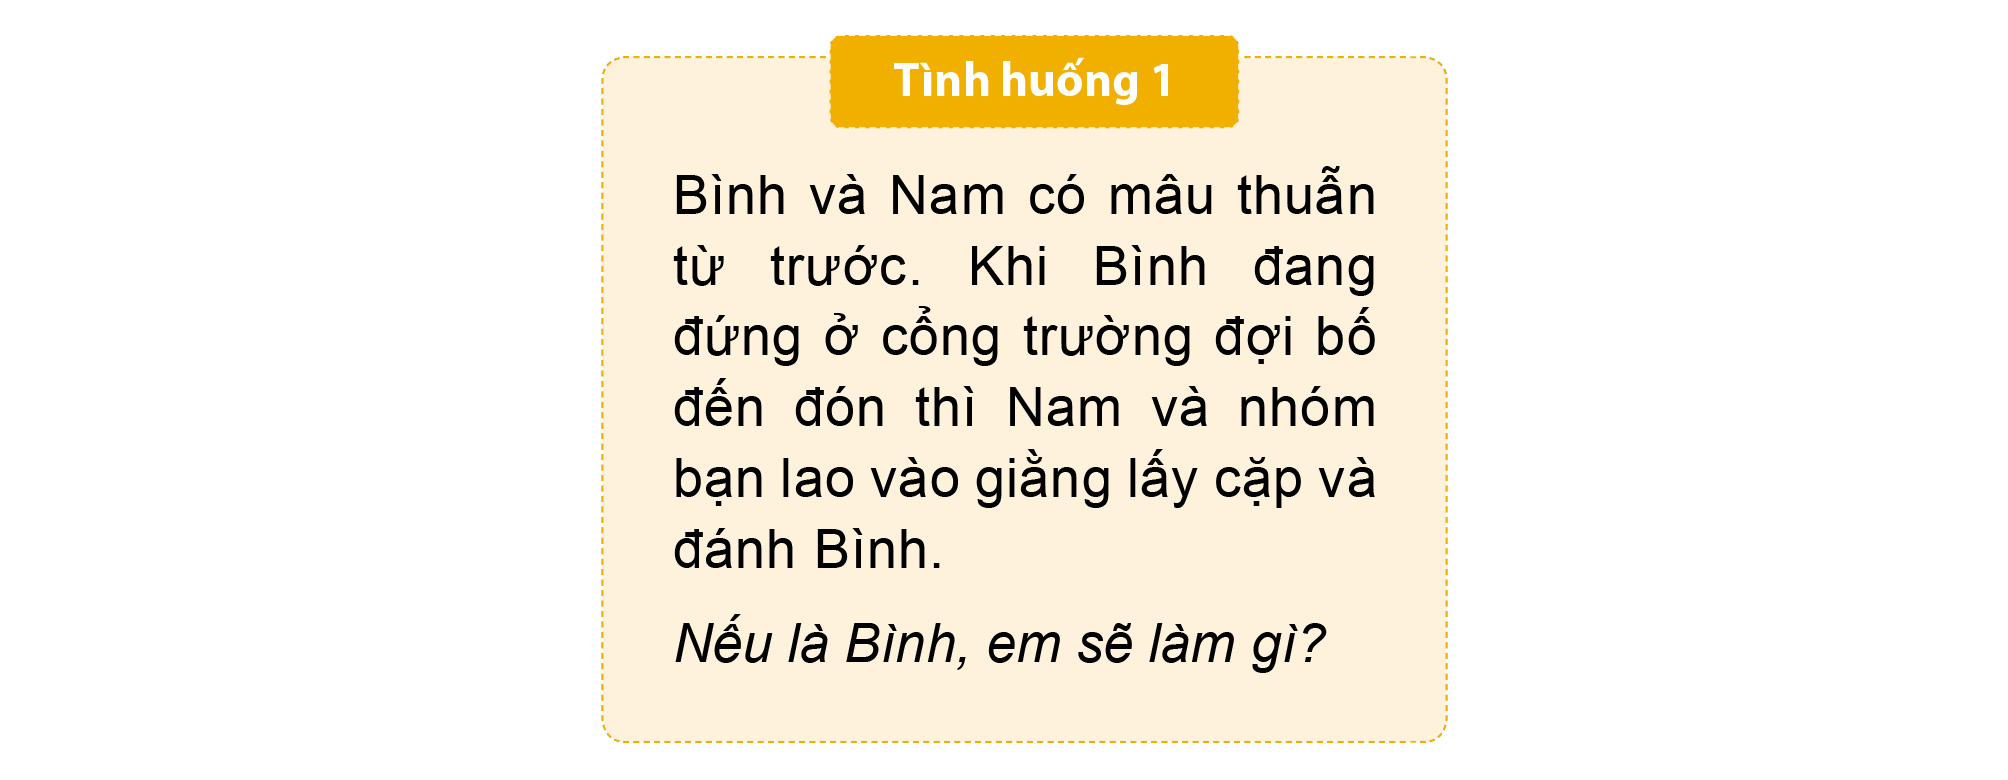 Tình huống 1
Bình và Nam có mâu thuẫn
từ trước. Khi Bình đang
đứng ở cổng trường đợi bố
đến đón thì Nam và nhóm
bạn lao vào giằng lấy cặp và
đánh Bình.
Nếu là Bình, em sẽ làm gì?